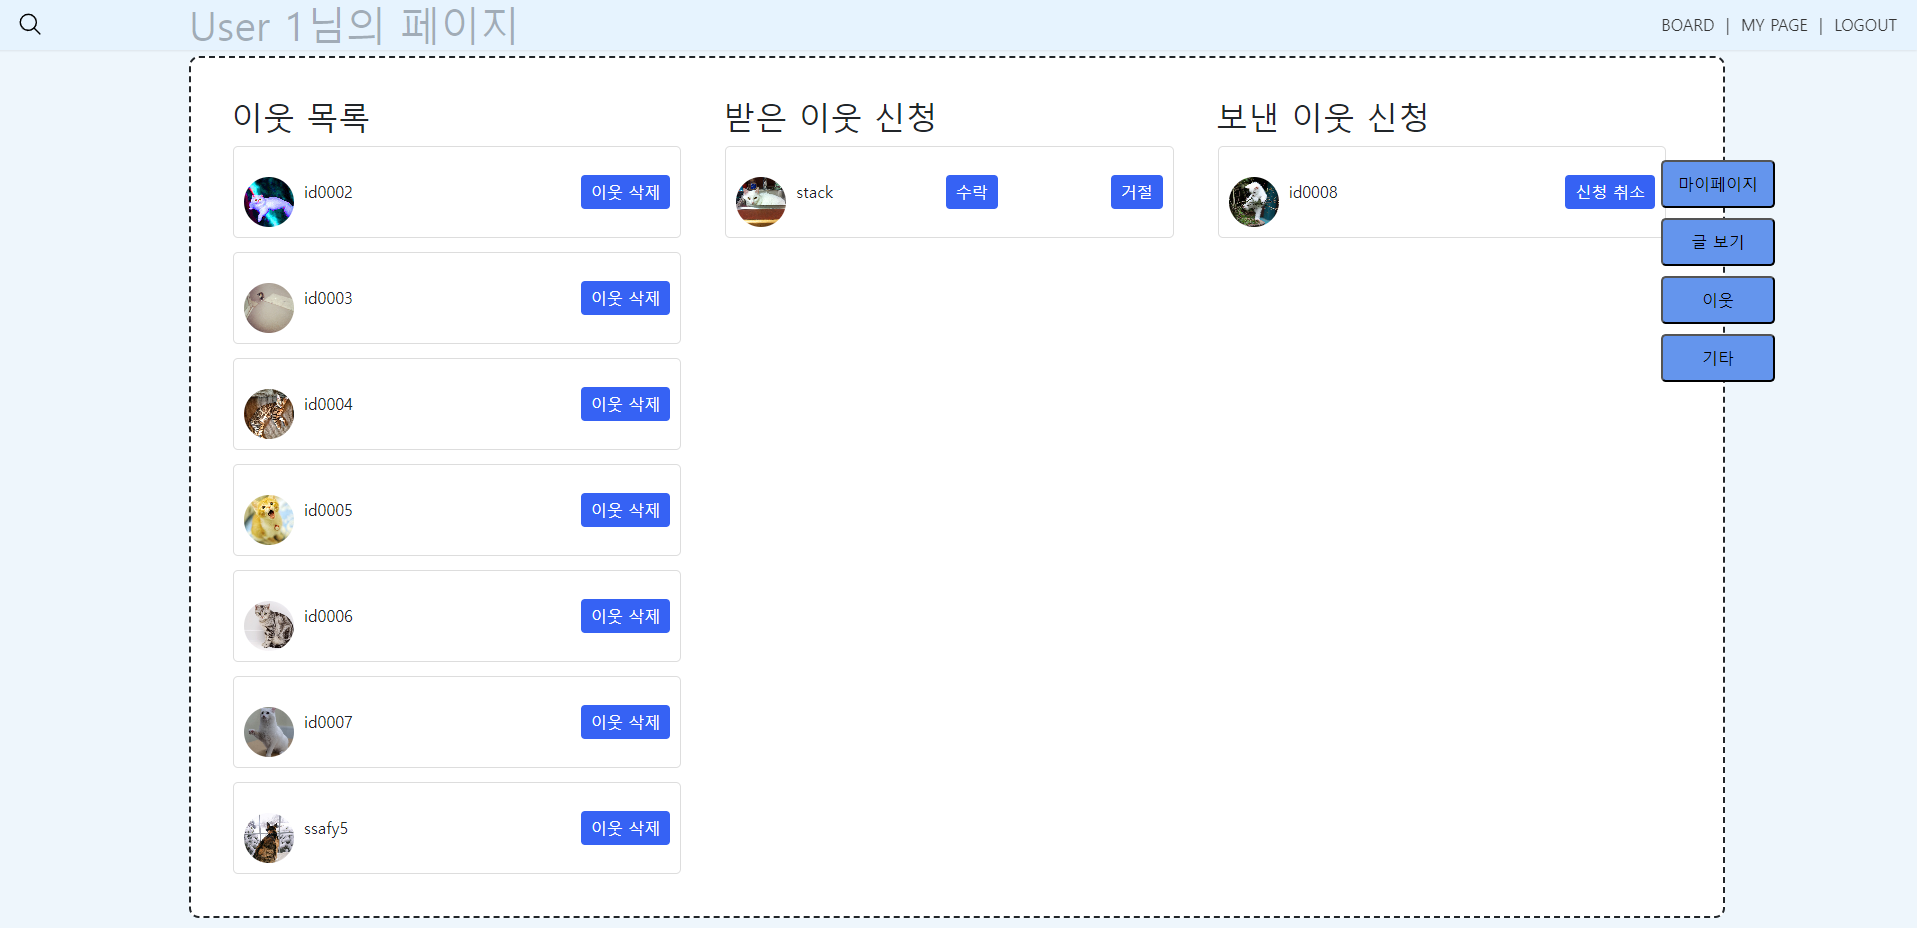 User 1님의 페이지
BOARD | MY PAGE | LOGOUT
이웃 목록
id0002 이웃 삭제
id0003 이웃 삭제
id0004 이웃 삭제
id0005 이웃 삭제
id0006 이웃 삭제
id0007 이웃 삭제
ssafy5 이웃 삭제
받은 이웃 신청
stack 수락 거절
보낸 이웃 신청
id0008 신청 취소
마이페이지
글 보기
이웃
기타